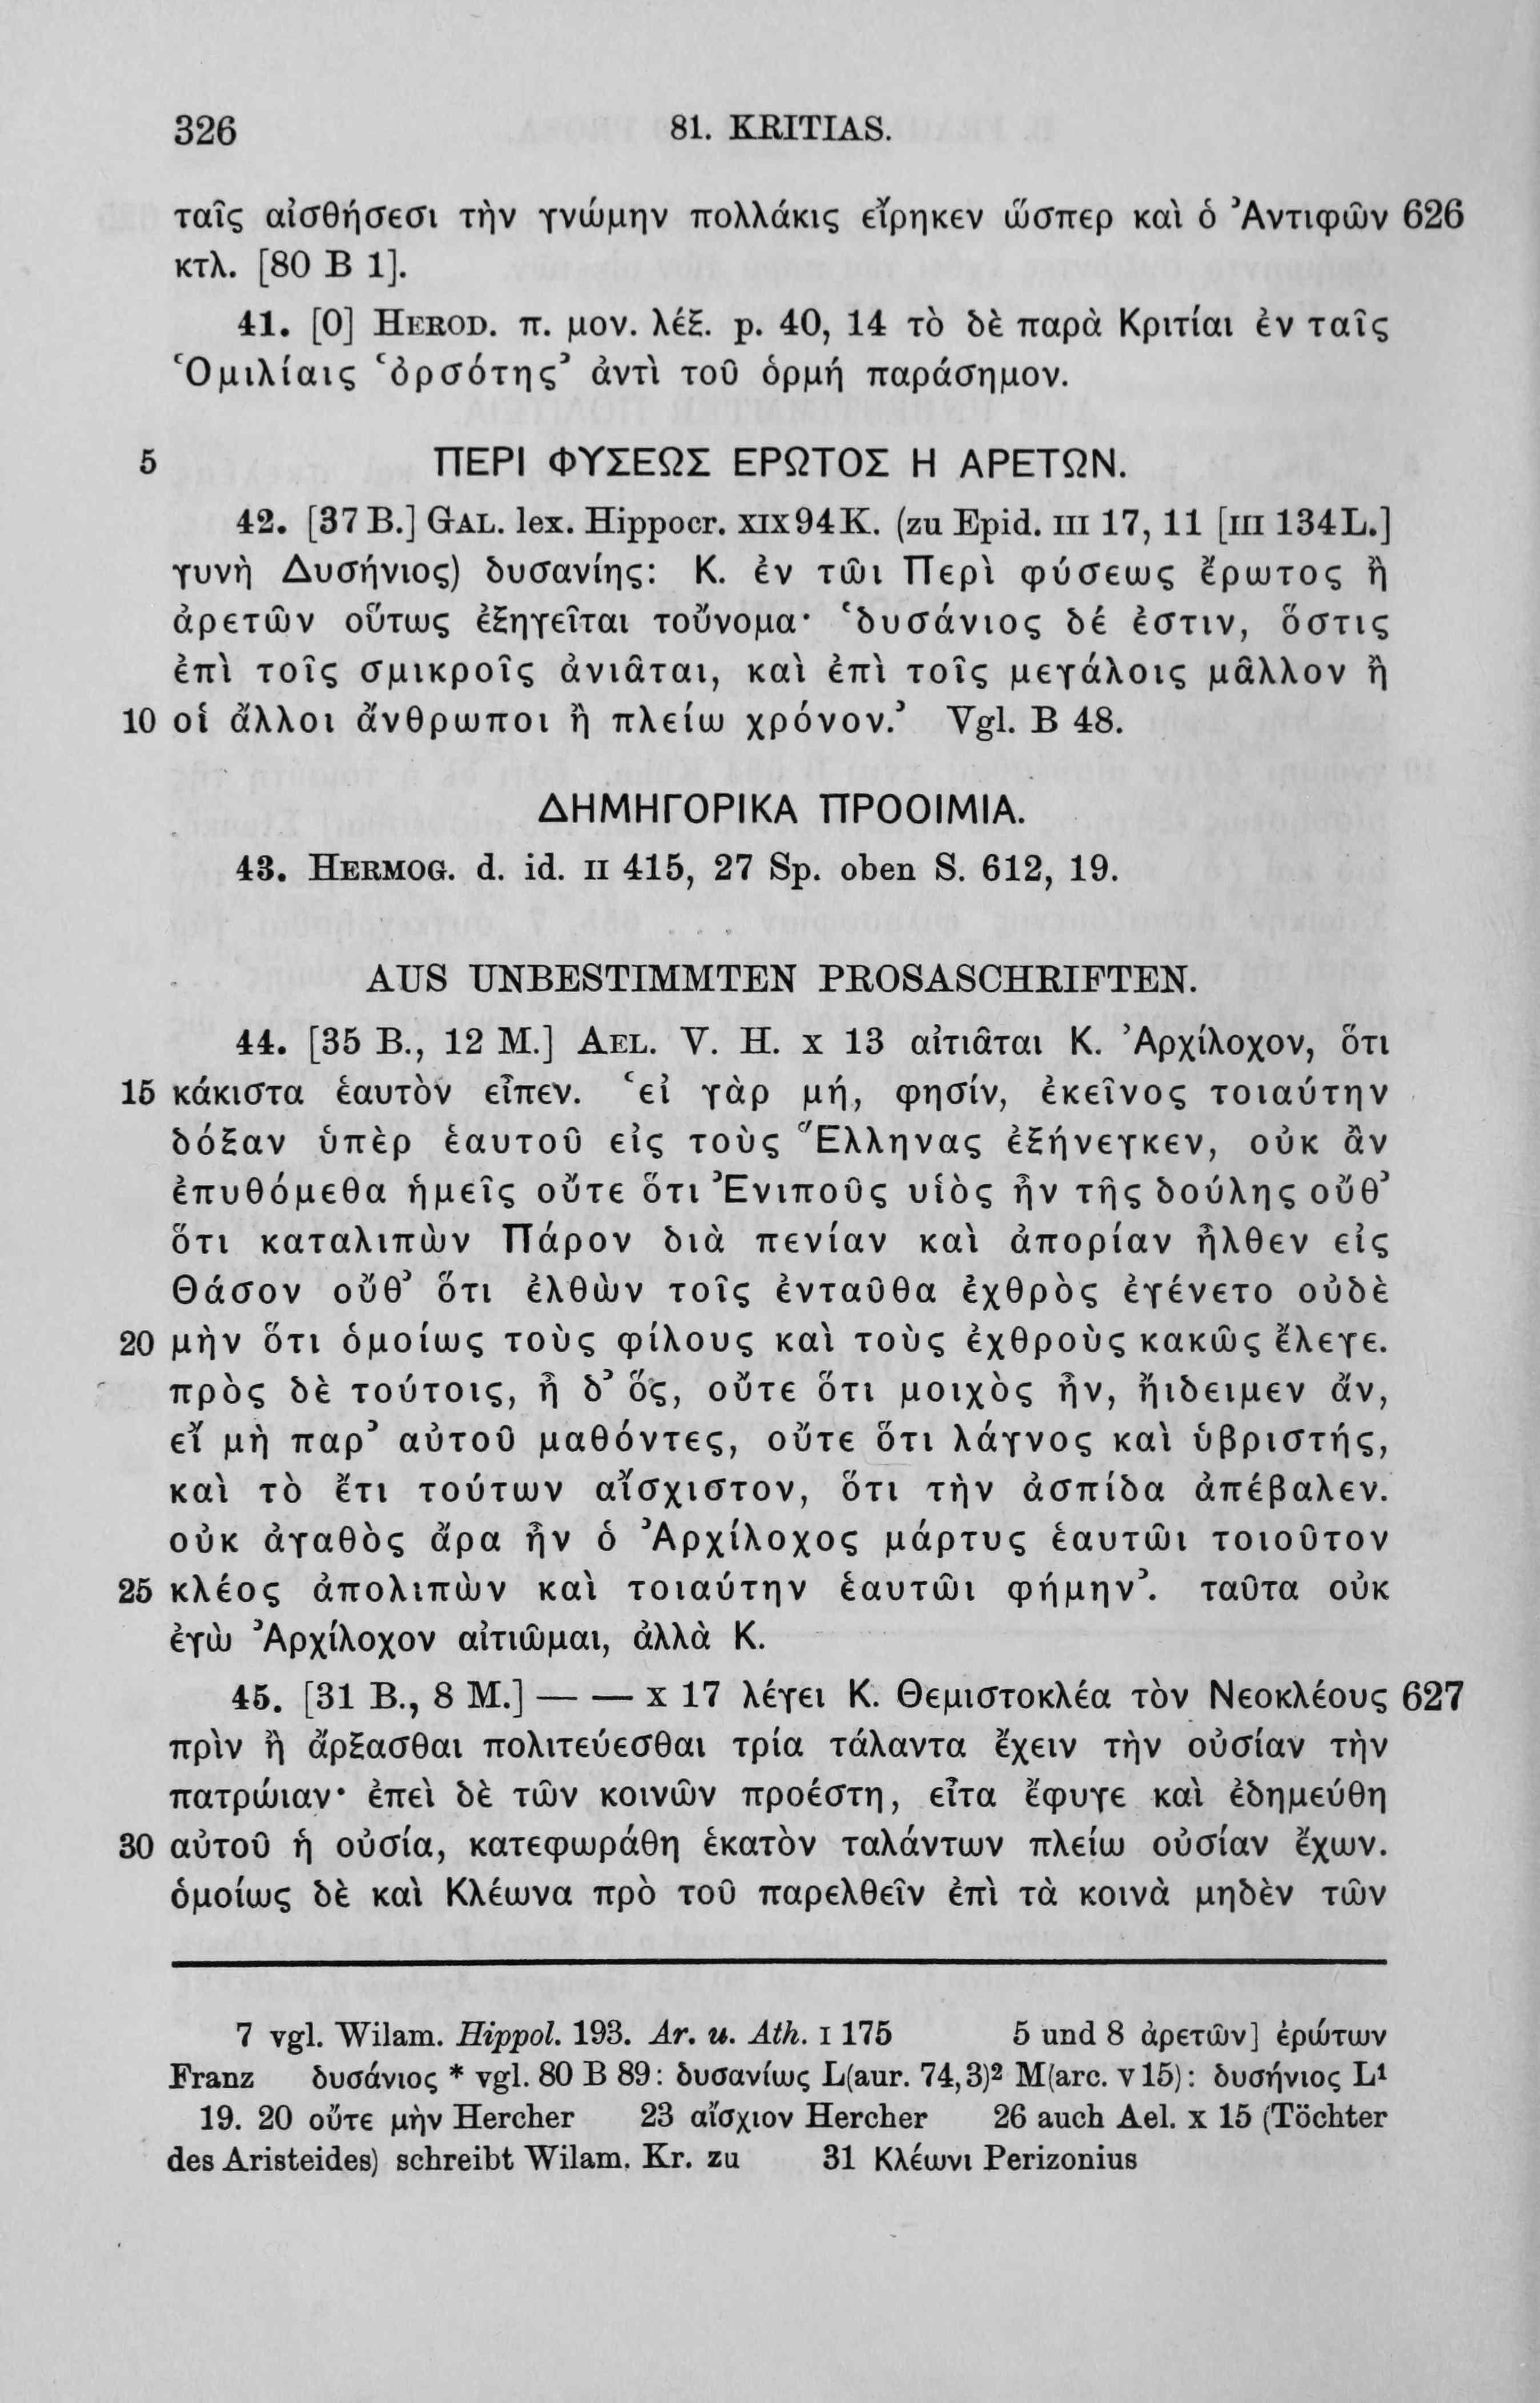 326 81. KRITIAS.
ταῖς αἰσθήσεσι τὴν γνώμην πολλάκις εἴρηκεν ὥσπερ καὶ ὁ Ἀντιφῶν 626
κτλ. [80 B 1].
41. [0] HEROD. π. μον. λέξ. p. 40, 14 τὸ δὲ παρὰ Κριτίαι ἐν ταῖς
Ὁμιλίαις ‘ὀρσότης’ ἀντὶ τοῦ ὁρμή παράσημον.
5 ΠΕΡΙ ΦΥΣΕΩΣ ΕΡΩΤΟΣ Η ΑΡΕΤΩΝ.
42. [37 B.] GAL. lex. Hippocr. XIX 94 K. (zu Epid. III 17, 11 [III 134 L.]
γυνὴ Δυσήνιος) δυσανίης: Κ. ἐν τῶι Περὶ φύσεως ἔρωτος ἢ
ἀρετῶν οὕτως ἐξηγεῖται τοὔνομα· ‘δυσάνιος δέ ἐστιν, ὅστις
ἐπὶ τοῖς σμικροῖς ἀνιᾶται, καὶ ἐπὶ τοῖς μεγάλοις μᾶλλον ἢ
10 οἱ ἄλλοι ἄνθρωποι ἢ πλείω χρόνον.’ Vgl. B 48.
ΔΗΜΗΓΟΡΙΚΑ ΠΡΟΟΙΜΙΑ.
43. HERMOG. d. id. II 415, 27 Sp. oben S. 612, 19.
AUS UNBESTIMMTEN PROSASCHRIFTEN.
44. [35 B., 12 M.] AEL. V. H. X 13 αἰτιᾶται Κ. Ἀρχίλοχον, ὅτι
15 κάκιστα ἑαυτὸν εἶπεν. ‘εἰ γὰρ μή, φησίν, ἐκεῖνος τοιαύτην
δόξαν ὑπὲρ ἑαυτοῦ εἰς τοὺς Ἕλληνας ἐξήνεγκεν, οὐκ ἂν
ἐπυθόμεθα ἡμεῖς οὔτε ὅτι Ἐνιποῦς υἱὸς ἦν τῆς δούλης οὔθ’
ὅτι καταλιπὼν Πάρον διὰ πενίαν καὶ ἀπορίαν ἦλθεν εἰς
Θάσον οὔθ’ ὅτι ἐλθὼν τοῖς ἐνταῦθα ἐχθρὸς ἐγένετο οὐδὲ
20 μὴν ὅτι ὁμοίως τοὺς φίλους καὶ τοὺς ἐχθροὺς κακῶς ἔλεγε.
πρὸς δὲ τούτοις, ἦ δ’ ὅς, οὔτε ὅτι μοιχὸς ἦν, ἤιδειμεν ἄν,
εἴ μὴ παρ’ αὐτοῦ μαθόντες, οὔτε ὅτι λάγνος καὶ ὑβριστής,
καὶ τὸ ἔτι τούτων αἴσχιστον, ὅτι τὴν ἀσπίδα ἀπέβαλεν.
οὐκ ἀγαθὸς ἄρα ἦν ὁ Ἀρχίλοχος μάρτυς ἑαυτῶι τοιοῦτον
25 κλέος ἀπολιπὼν καὶ τοιαύτην ἑαυτῶι φήμην’. ταῦτα οὐκ
ἐγὼ Ἀρχίλοχον αἰτιῶμαι, ἀλλὰ Κ.
45. [31 B., 8 M.] — — X 17 λέγει Κ. Θεμιστοκλέα τὸν Νεοκλέους 627
πρὶν ἢ ἄρξασθαι πολιτεύεσθαι τρία τάλαντα ἔχειν τὴν οὐσίαν τὴν
πατρώιαν· ἐπεὶ δὲ τῶν κοινῶν προέστη, εἶτα ἔφυγε καὶ ἐδημεύθη
30 αὐτοῦ ἡ οὐσία, κατεφωράθη ἑκατὸν ταλάντων πλείω οὐσίαν ἔχων.
ὁμοίως δὲ καὶ Κλέωνα πρὸ τοῦ παρελθεῖν ἐπὶ τὰ κοινὰ μηδὲν τῶν
7 vgl. Wilam. Hippol. 193. Ar. u. Ath. I 175 5 und 8 ἀρετῶν] ἐρώτων
Franz δυσάνιος * vgl. 80 B 89: δυσανίως L(aur. 74,3)² M(arc. V 15): δυσήνιος L¹
19. 20 οὔτε μὴν Hercher 23 αἴσχιον Hercher 26 auch Ael. X 15 (Töchter
des Aristeides) schreibt Wilam. Kr. zu 31 Κλέωνι Perizonius